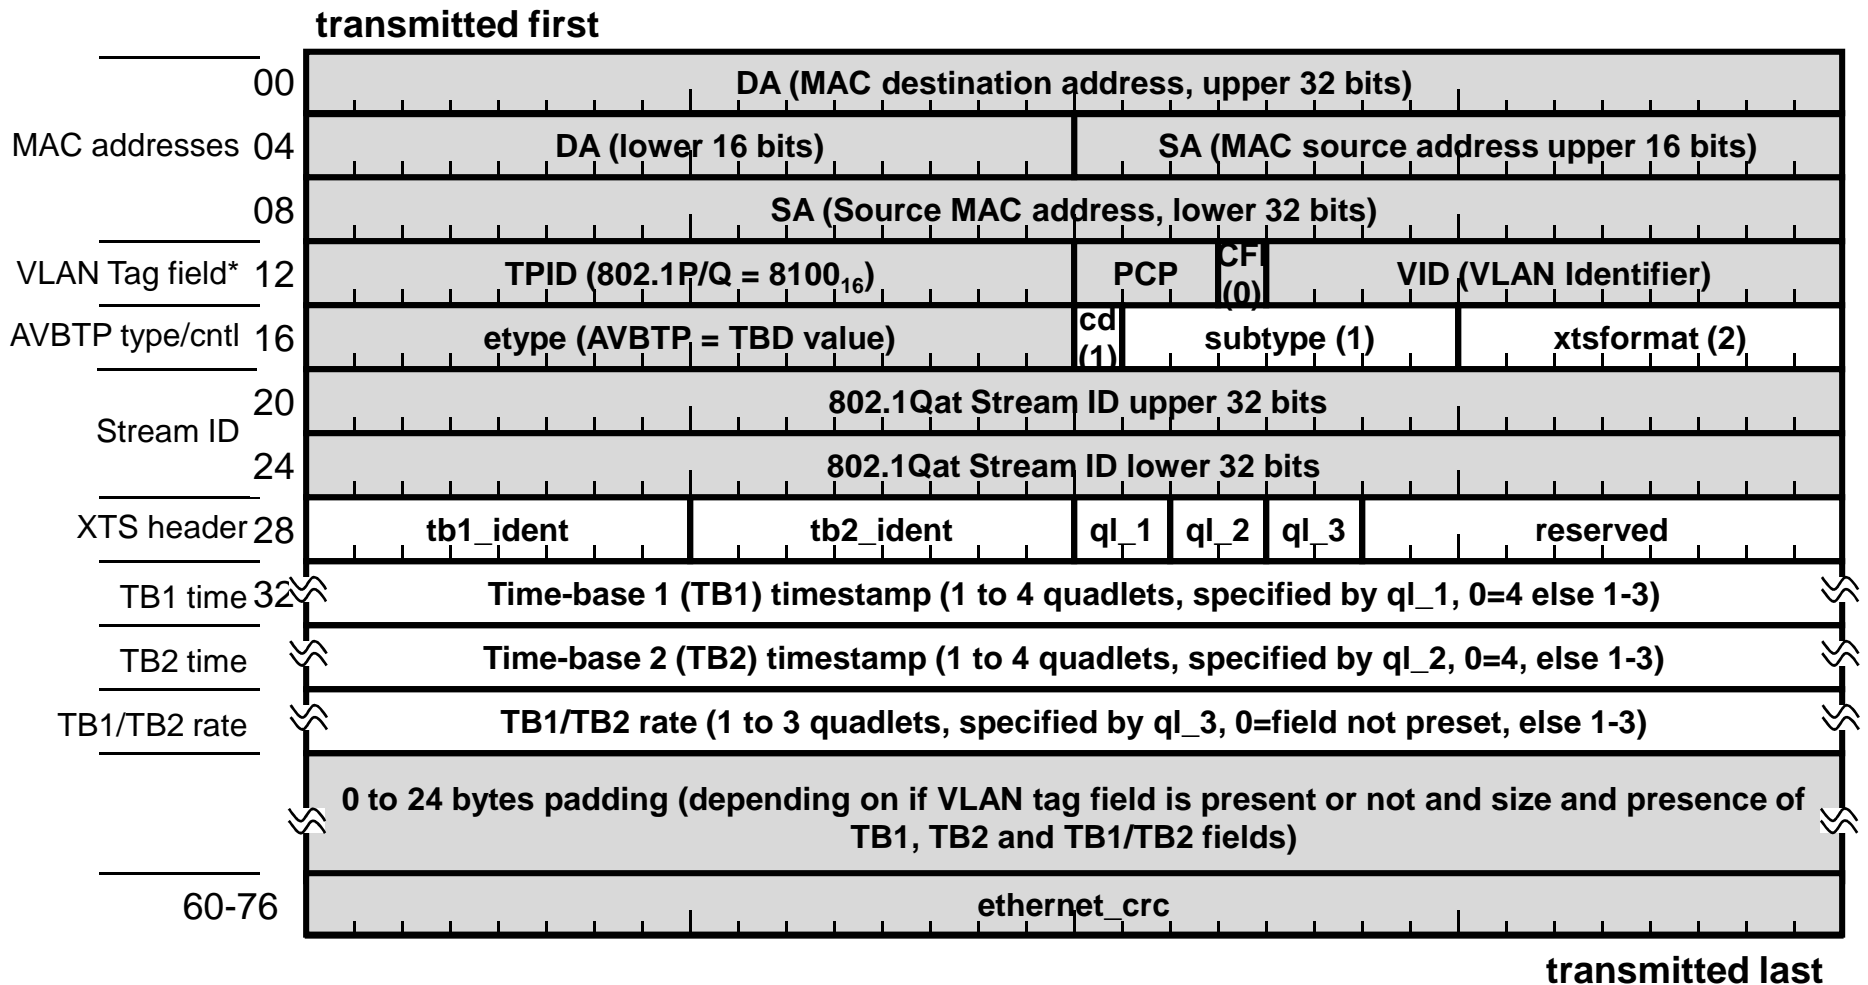 transmitted first
00 DA (MAC destination address, upper 32 bits)
MAC addresses 04 DA (lower 16 bits) SA (MAC source address upper 16 bits)
08 SA (Source MAC address, lower 32 bits)
VLAN Tag field* 12 TPID (802.1P/Q = 8100₁₆) PCP CFI (0) VID (VLAN Identifier)
AVBTP type/cntl 16 etype (AVBTP = TBD value) cd (1) subtype (1) xtsformat (2)
20 802.1Qat Stream ID upper 32 bits
Stream ID
24 802.1Qat Stream ID lower 32 bits
XTS header 28 tb1_ident tb2_ident ql_1 ql_2 ql_3 reserved
TB1 time 32 Time-base 1 (TB1) timestamp (1 to 4 quadlets, specified by ql_1, 0=4 else 1-3)
TB2 time Time-base 2 (TB2) timestamp (1 to 4 quadlets, specified by ql_2, 0=4, else 1-3)
TB1/TB2 rate TB1/TB2 rate (1 to 3 quadlets, specified by ql_3, 0=field not preset, else 1-3)
0 to 24 bytes padding (depending on if VLAN tag field is present or not and size and presence of
TB1, TB2 and TB1/TB2 fields)
60-76 ethernet_crc
transmitted last